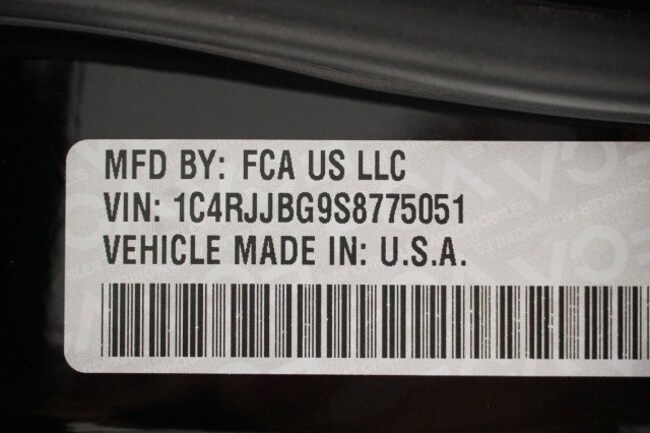 MFD BY: FCA US LLC
VIN: 1C4RJJBG9S8775051
VEHICLE MADE IN: U.S.A.